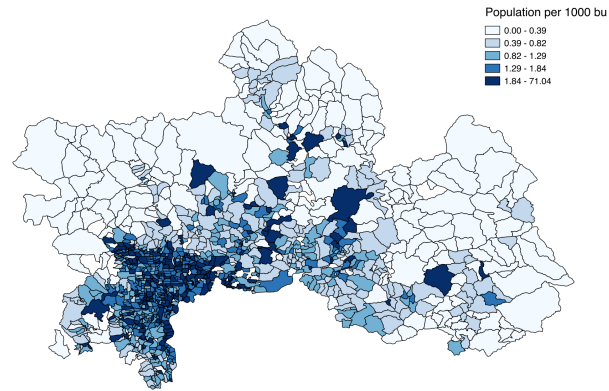 Population per 1000 bu
0.00 - 0.39
0.39 - 0.82
0.82 - 1.29
1.29 - 1.84
1.84 - 71.04